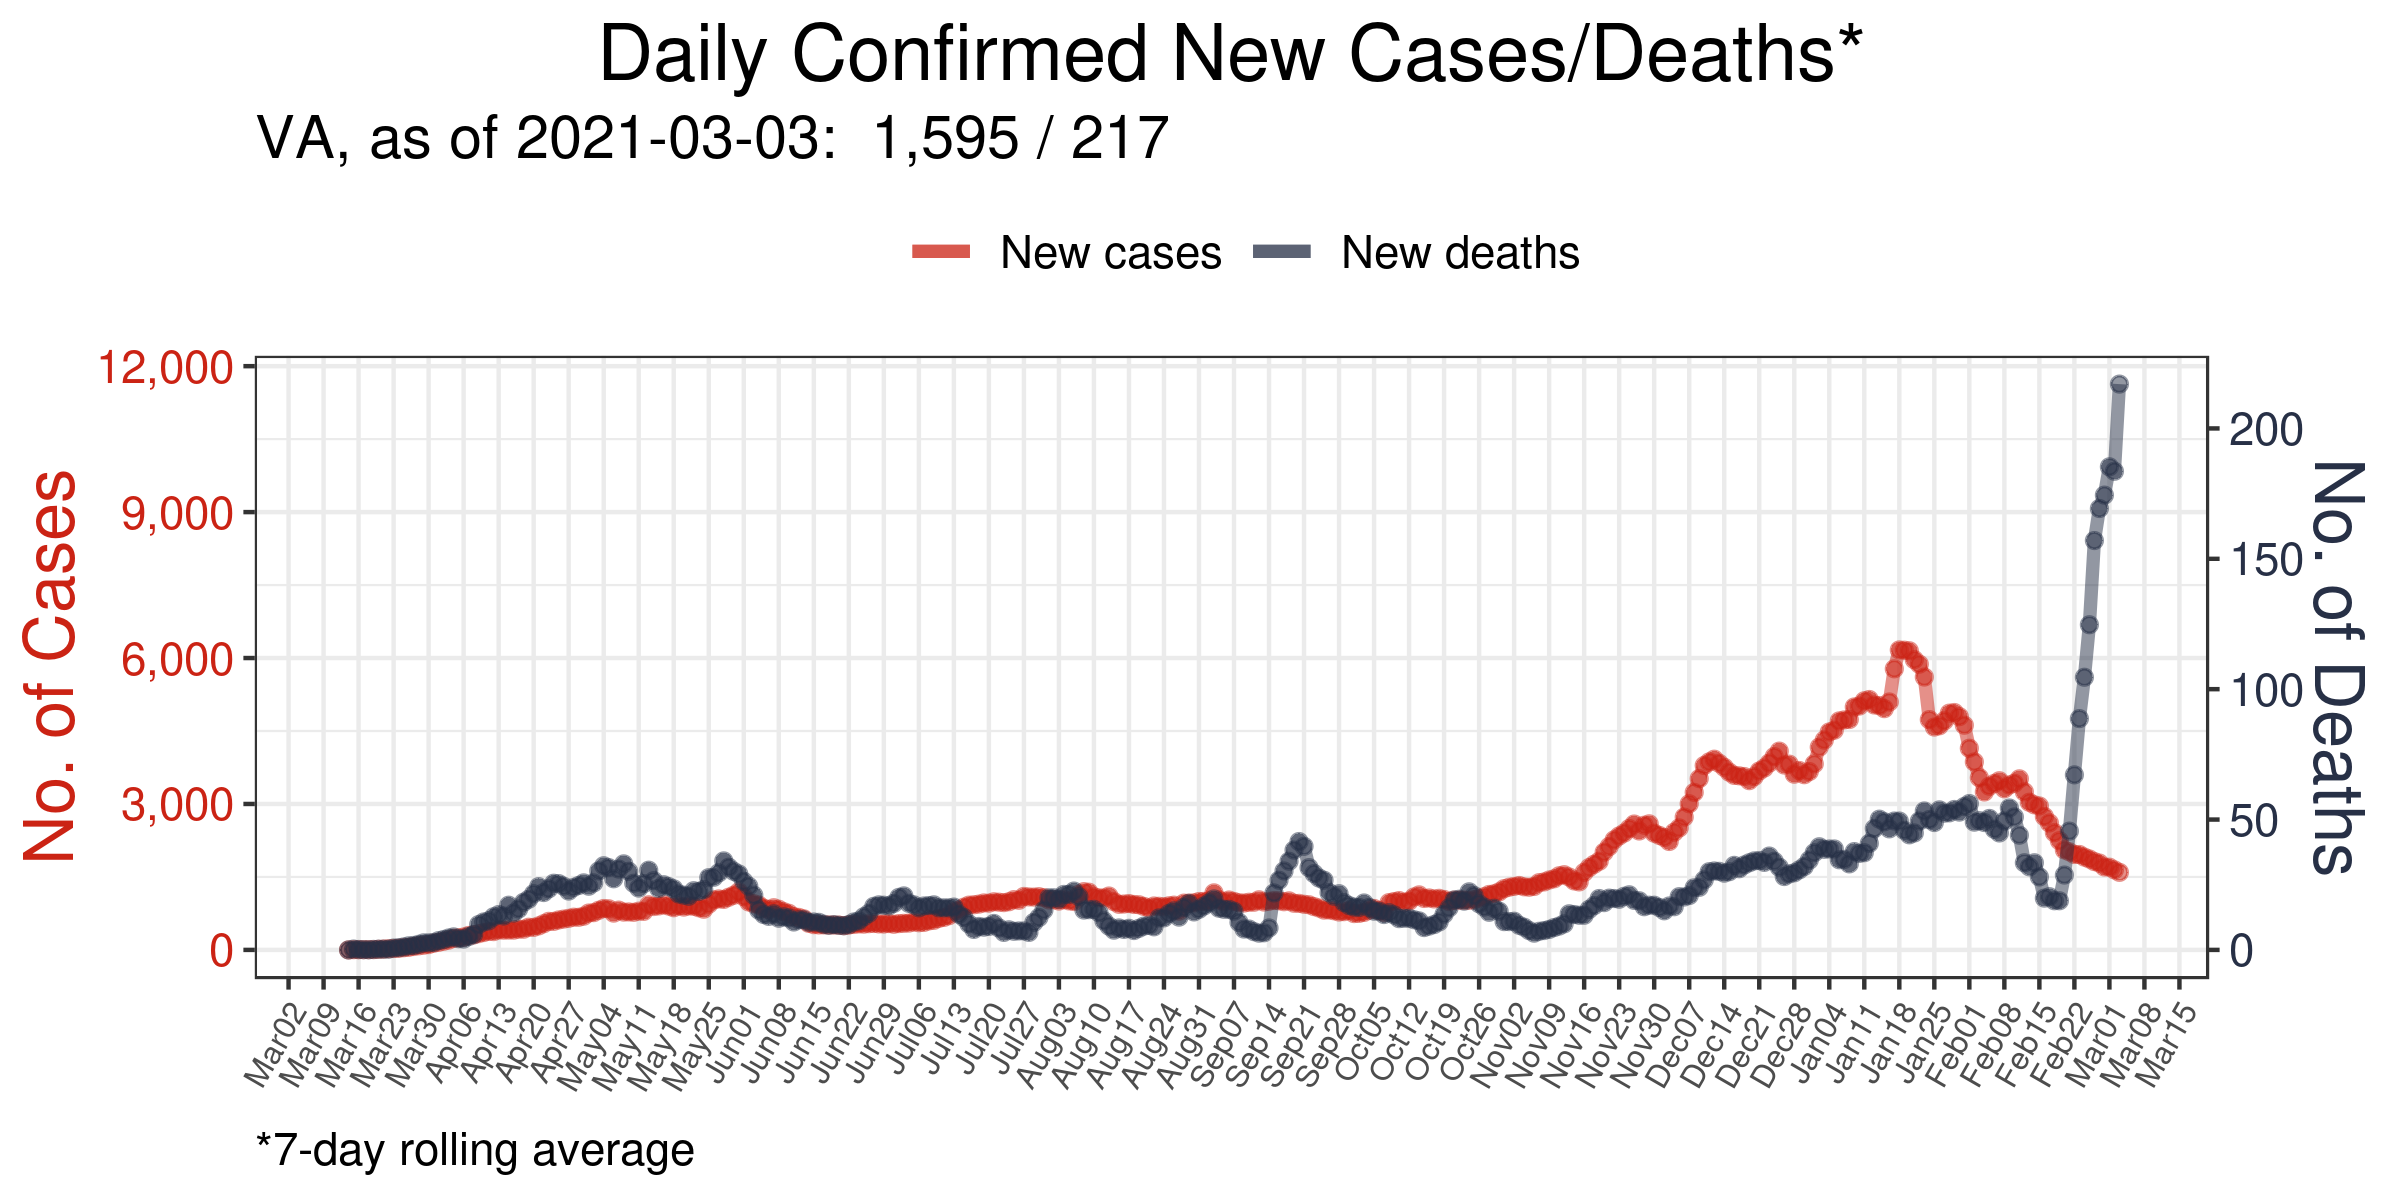 Daily Confirmed New Cases/Deaths*
VA, as of 2021-03-03:  1,595 / 217
New cases
New deaths
No. of Cases
12,000
9,000
6,000
3,000
0
200
150
100
50
0
No. of Deaths
Mar02
Mar09
Mar16
Mar23
Mar30
Apr06
Apr13
Apr20
Apr27
May04
May11
May18
May25
Jun01
Jun08
Jun15
Jun22
Jun29
Jul06
Jul13
Jul20
Jul27
Aug03
Aug10
Aug17
Aug24
Aug31
Sep07
Sep14
Sep21
Sep28
Oct05
Oct12
Oct19
Oct26
Nov02
Nov09
Nov16
Nov23
Nov30
Dec07
Dec14
Dec21
Dec28
Jan04
Jan11
Jan18
Jan25
Feb01
Feb08
Feb15
Feb22
Mar01
Mar08
Mar15
*7-day rolling average